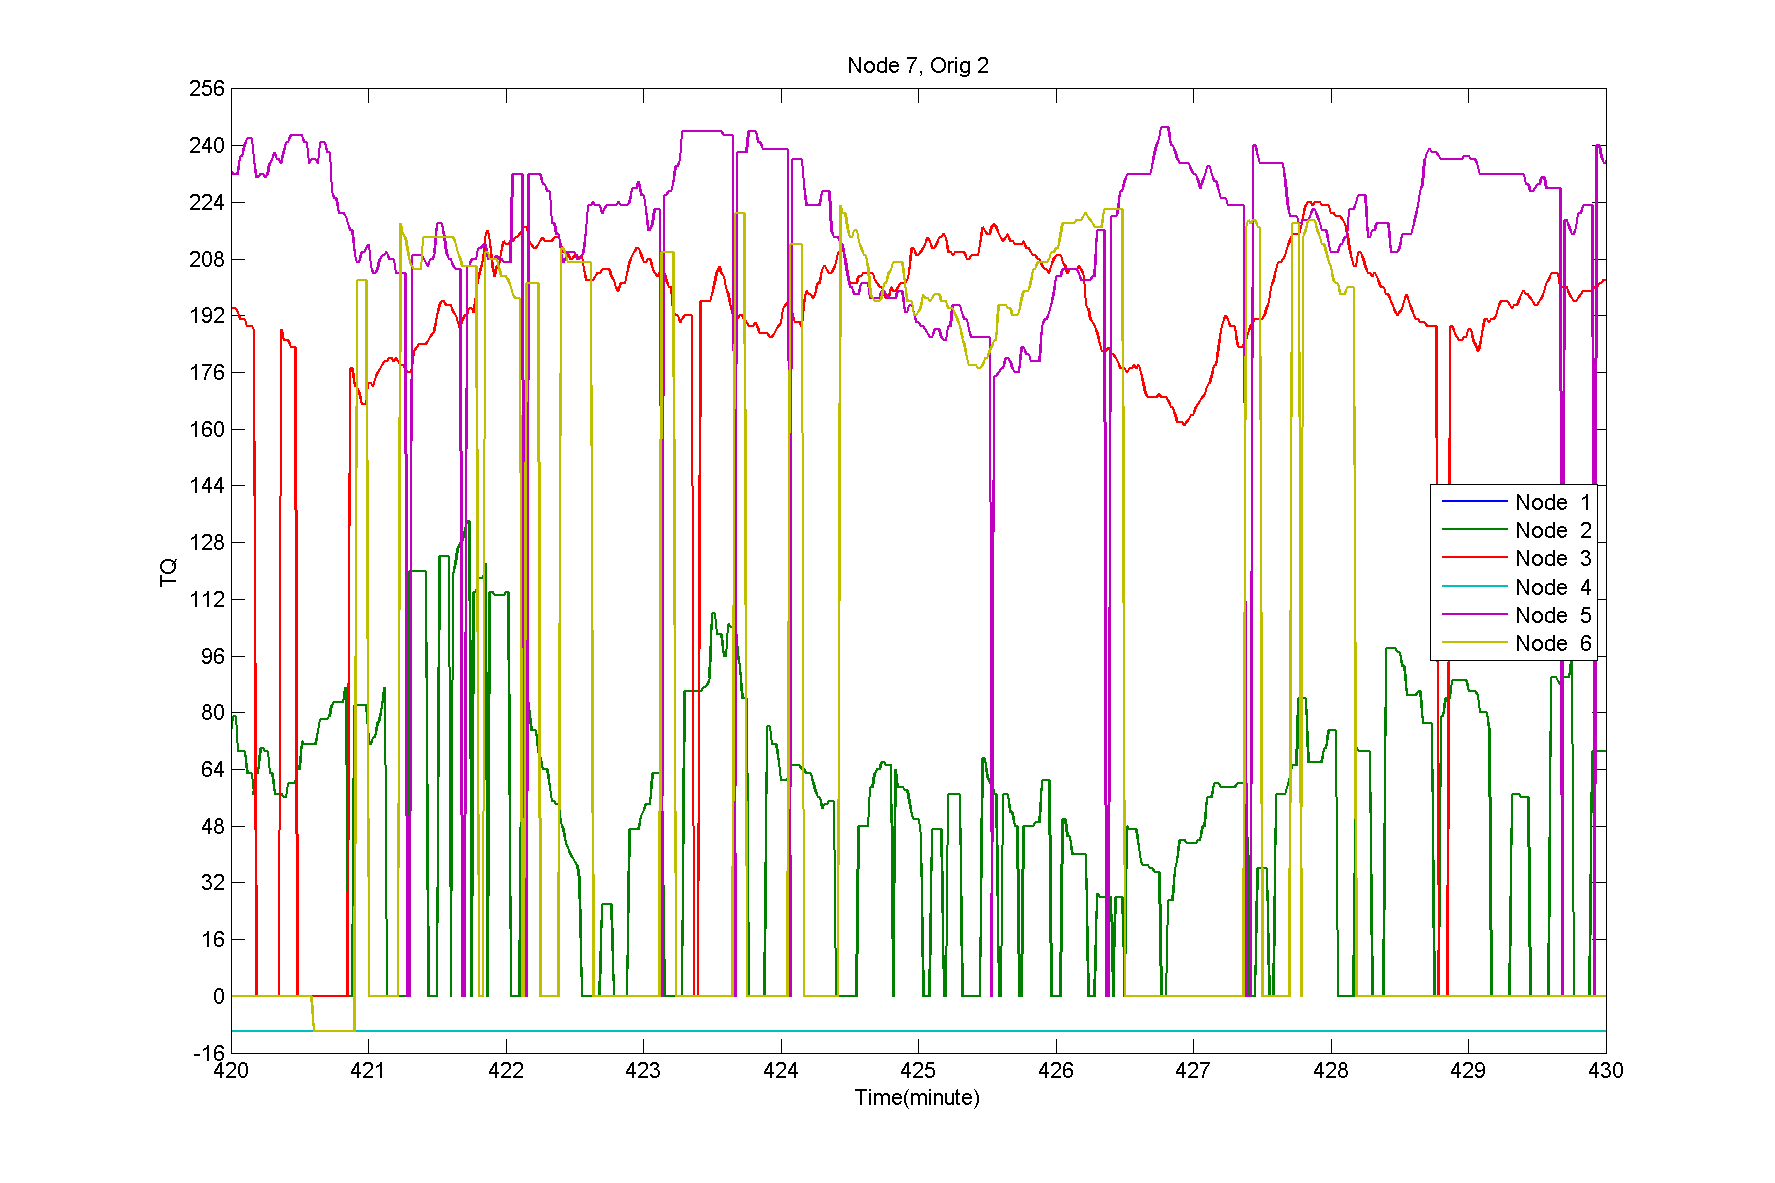 Node 7, Orig 2
256
240
224
208
192
176
160
144
128
112
96
80
64
48
32
16
0
-16
TQ
Node 1
Node 2
Node 3
Node 4
Node 5
Node 6
420 421 422 423 424 425 426 427 428 429 430
Time(minute)